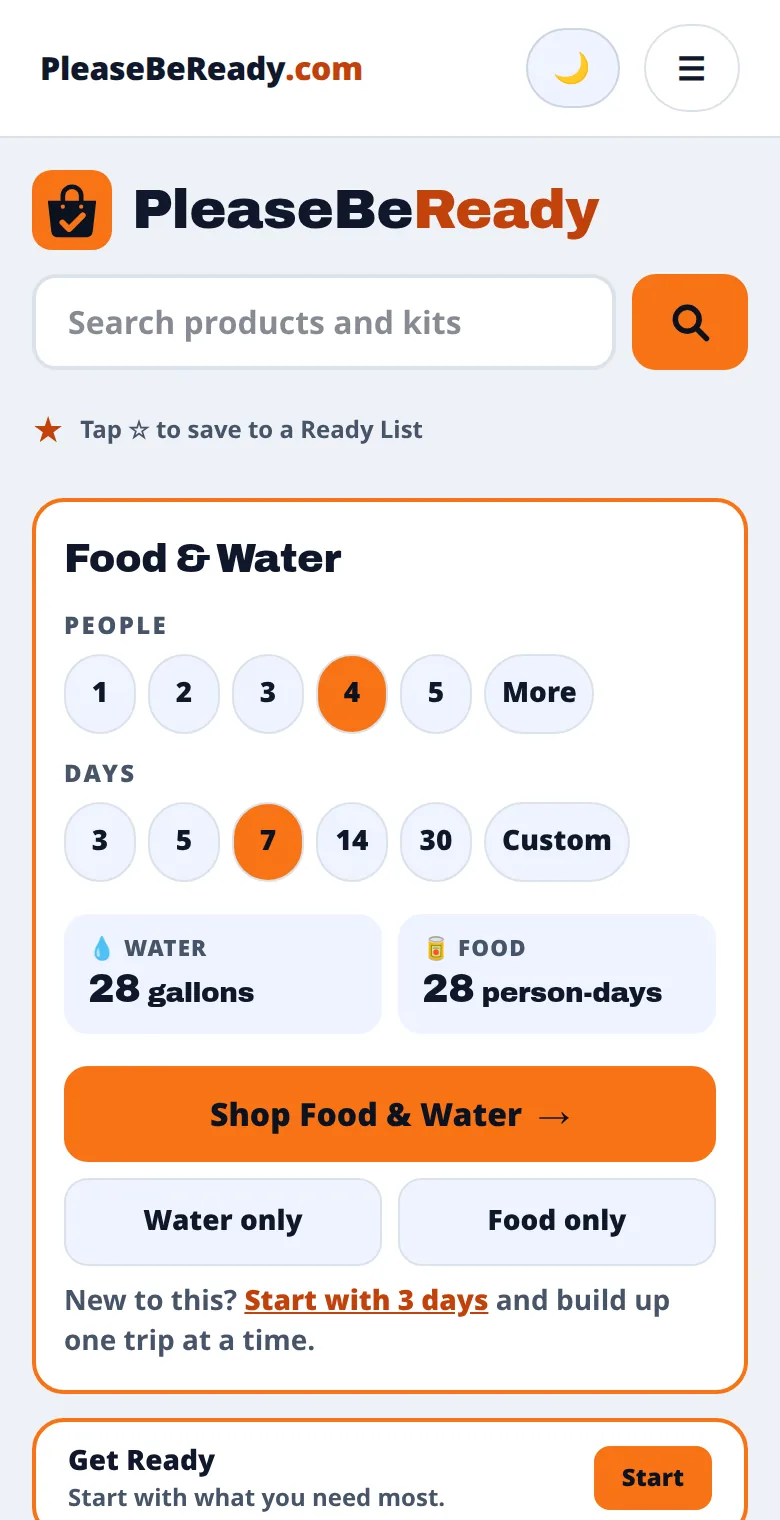 PleaseBeReady.com
PleaseBeReady
Search products and kits
★ Tap ☆ to save to a Ready List
Food & Water
PEOPLE
1 2 3 4 5 More
DAYS
3 5 7 14 30 Custom
WATER
28 gallons
FOOD
28 person-days
Shop Food & Water →
Water only
Food only
New to this? Start with 3 days and build up
one trip at a time.
Get Ready
Start with what you need most.
Start